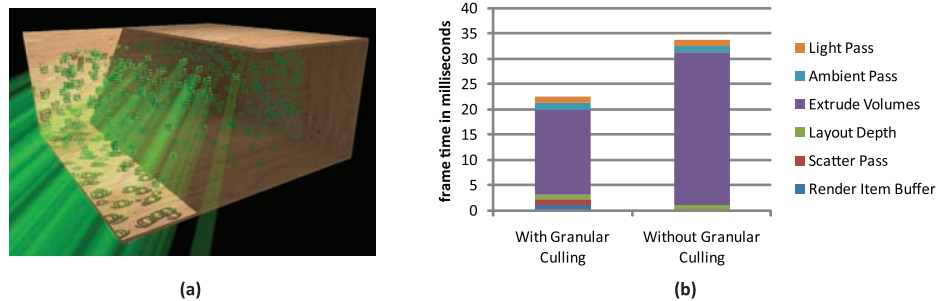 40
35
30
25
20
15
10
5
0
frame time in milliseconds
With Granular
Culling
Without Granular
Culling
Light Pass
Ambient Pass
Extrude Volumes
Layout Depth
Scatter Pass
Render Item Buffer
(a)
(b)